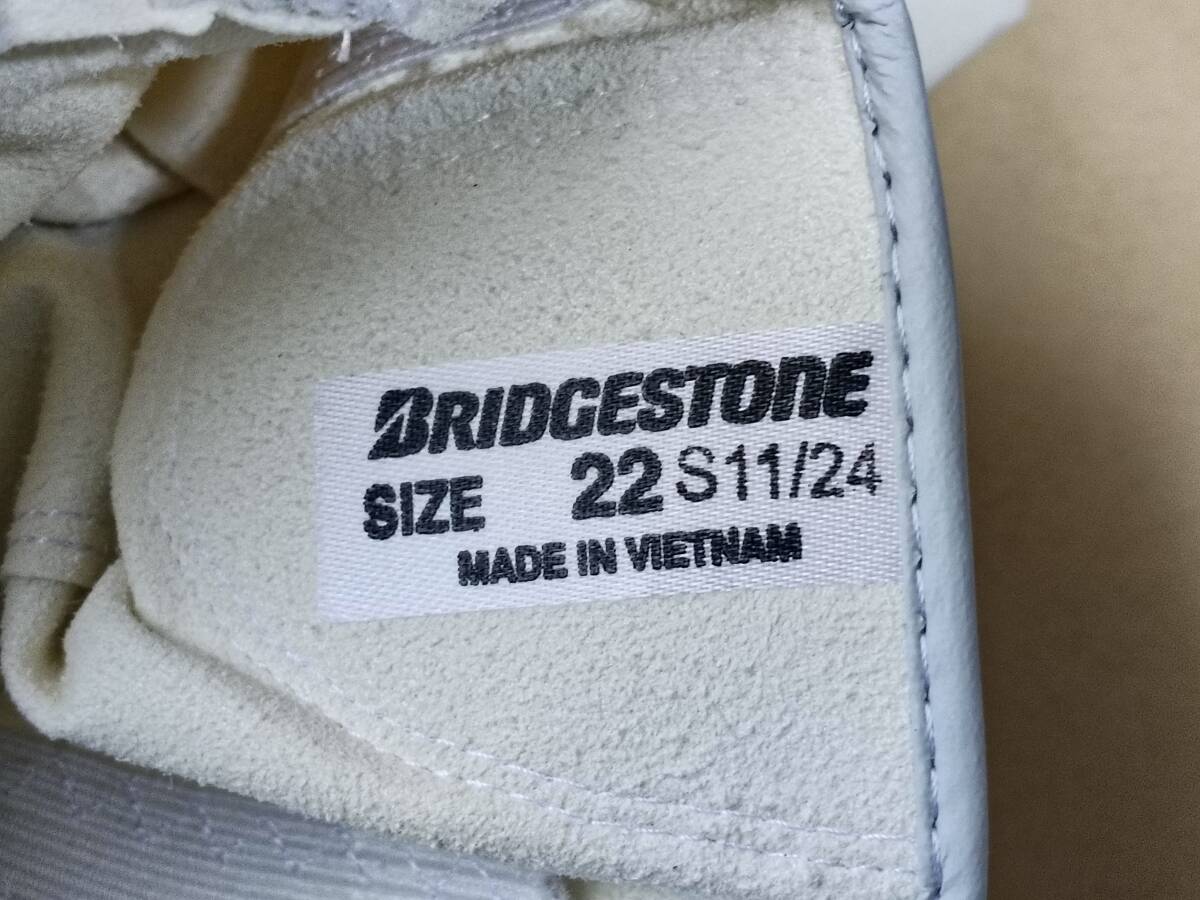 BRIDGESTONE
SIZE 22 S11/24
MADE IN VIETNAM